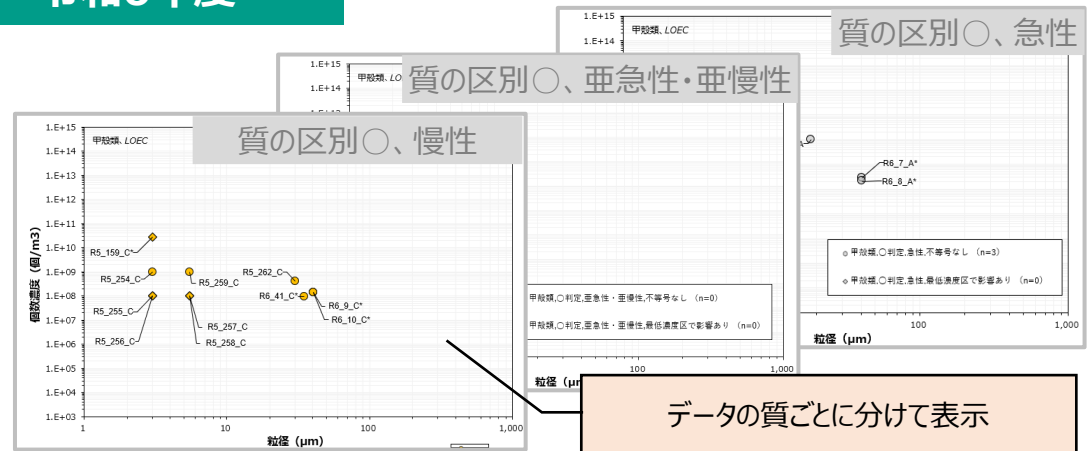 質の区別○、急性
1.E+15
1.E+14
甲殻類、LOEC
R6_7_A*
R6_8_A*
甲殻類,○判定,急性,不等号なし (n=3)
甲殻類,○判定,急性,最低濃度区で影響あり (n=0)
100
1,000
粒径 (μm)
質の区別○、亜急性・亜慢性
1.E+15
1.E+14
甲殻類、LO
甲殻類,○判定,亜急性・亜慢性,不等号なし (n=0)
甲殻類,○判定,亜急性・亜慢性,最低濃度区で影響あり (n=0)
100
1,000
粒径 (μm
質の区別○、慢性
甲殻類、LOEC
個数濃度 (個/m3)
1.E+15
1.E+14
1.E+13
1.E+12
1.E+11
1.E+10
1.E+09
1.E+08
1.E+07
1.E+06
1.E+05
1.E+04
1.E+03
R5_159_C*
R5_254_C
R5_259_C
R5_262_C
R5_255_C
R6_41_C*
R6_9_C*
R6_10_C*
R5_257_C
R5_256_C
R5_258_C
1
10
100
1,000
粒径 (μm)
データの質ごとに分けて表示